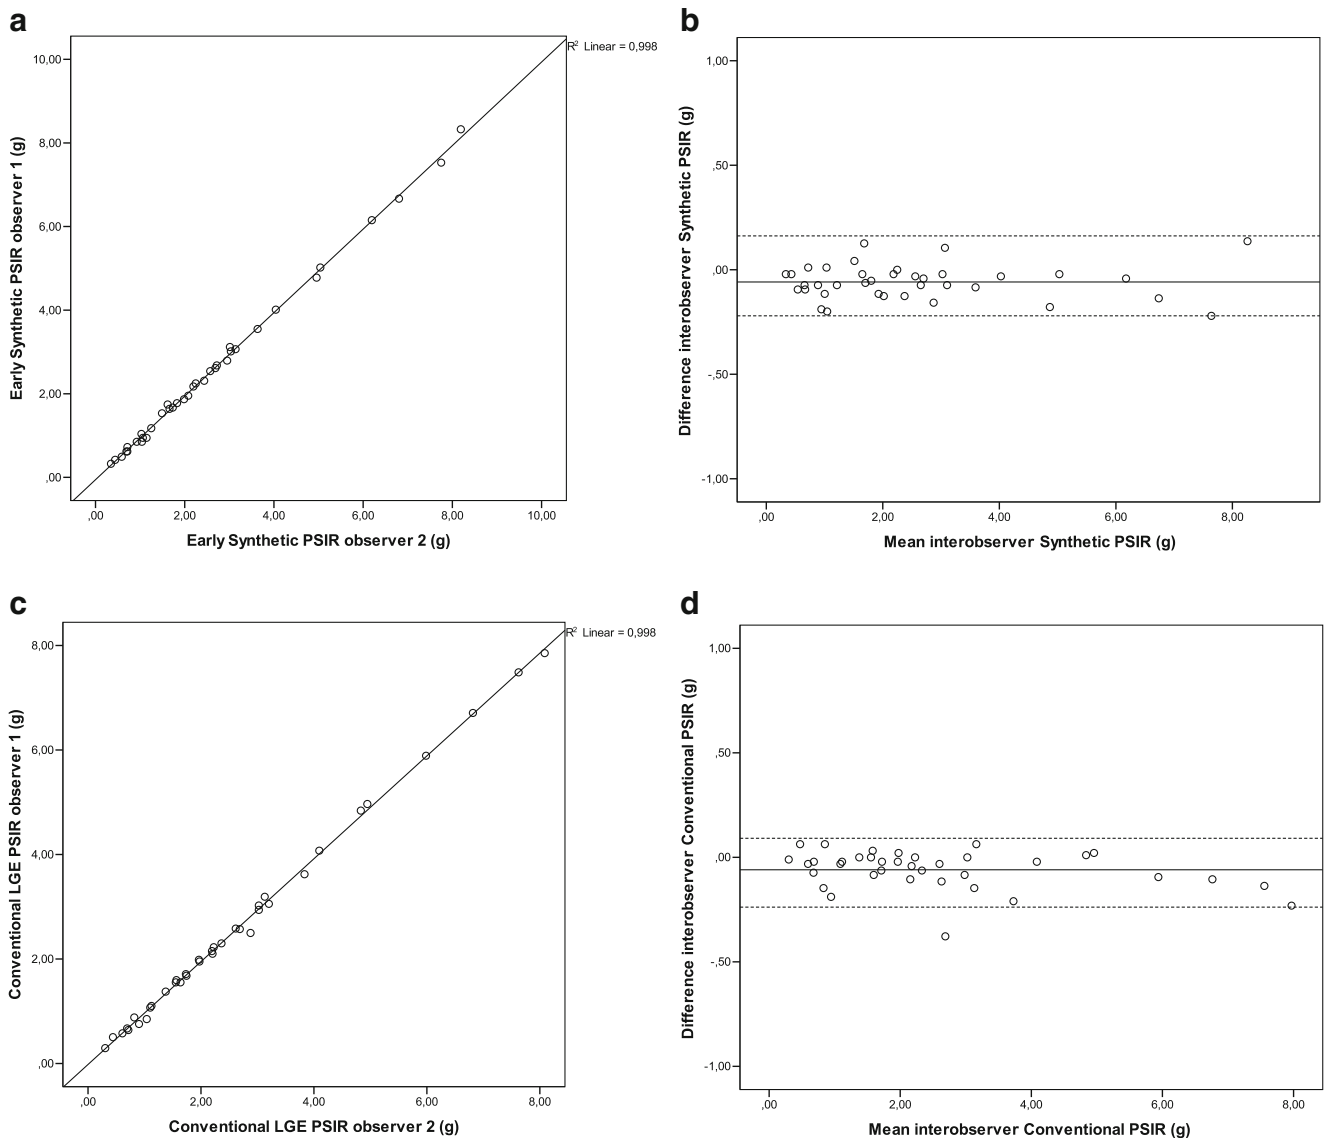 a
R² Linear = 0,998
10,00
8,00
6,00
4,00
2,00
,00
Early Synthetic PSIR observer 1 (g)
,00 2,00 4,00 6,00 8,00 10,00
Early Synthetic PSIR observer 2 (g)
b
1,00
,50
,00
-,50
-1,00
Difference interobserver Synthetic PSIR (g)
,00 2,00 4,00 6,00 8,00
Mean interobserver Synthetic PSIR (g)
c
R² Linear = 0,998
8,00
6,00
4,00
2,00
,00
Conventional LGE PSIR observer 1 (g)
,00 2,00 4,00 6,00 8,00
Conventional LGE PSIR observer 2 (g)
d
1,00
,50
,00
-,50
-1,00
Difference interobserver Conventional PSIR (g)
,00 2,00 4,00 6,00 8,00
Mean interobserver Conventional PSIR (g)